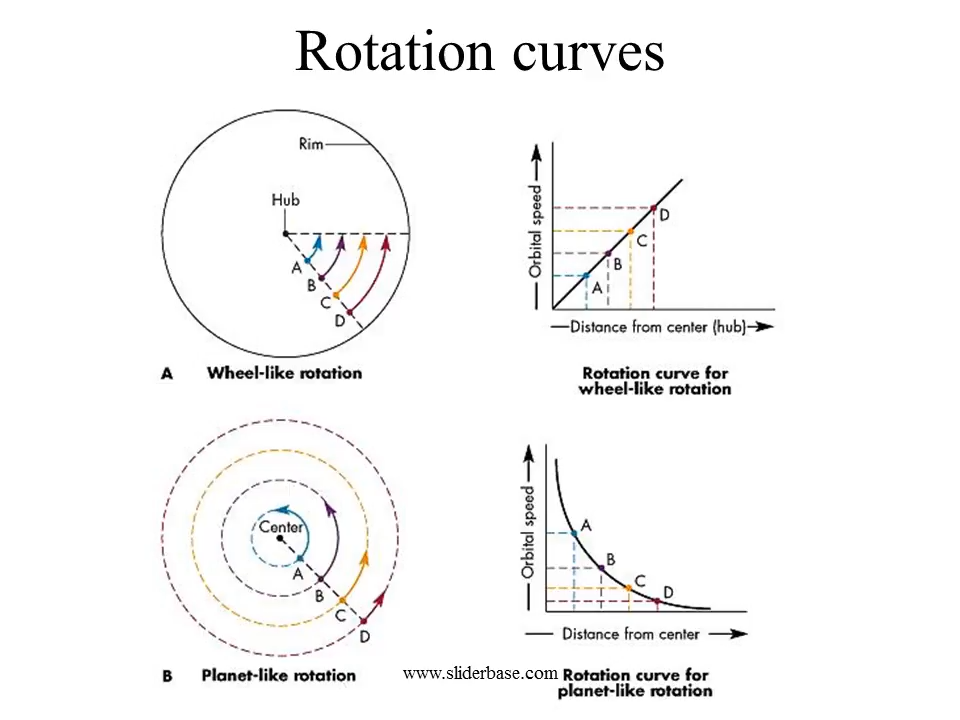 Rotation curves
Rim
Hub
A
B
C
D
Orbital speed
D
C
B
A
Distance from center (hub)
A Wheel-like rotation
Rotation curve for
wheel-like rotation
Center
A
B
C
D
Orbital speed
A
B
C
D
Distance from center
B Planet-like rotation
www.sliderbase.com
Rotation curve for
planet-like rotation